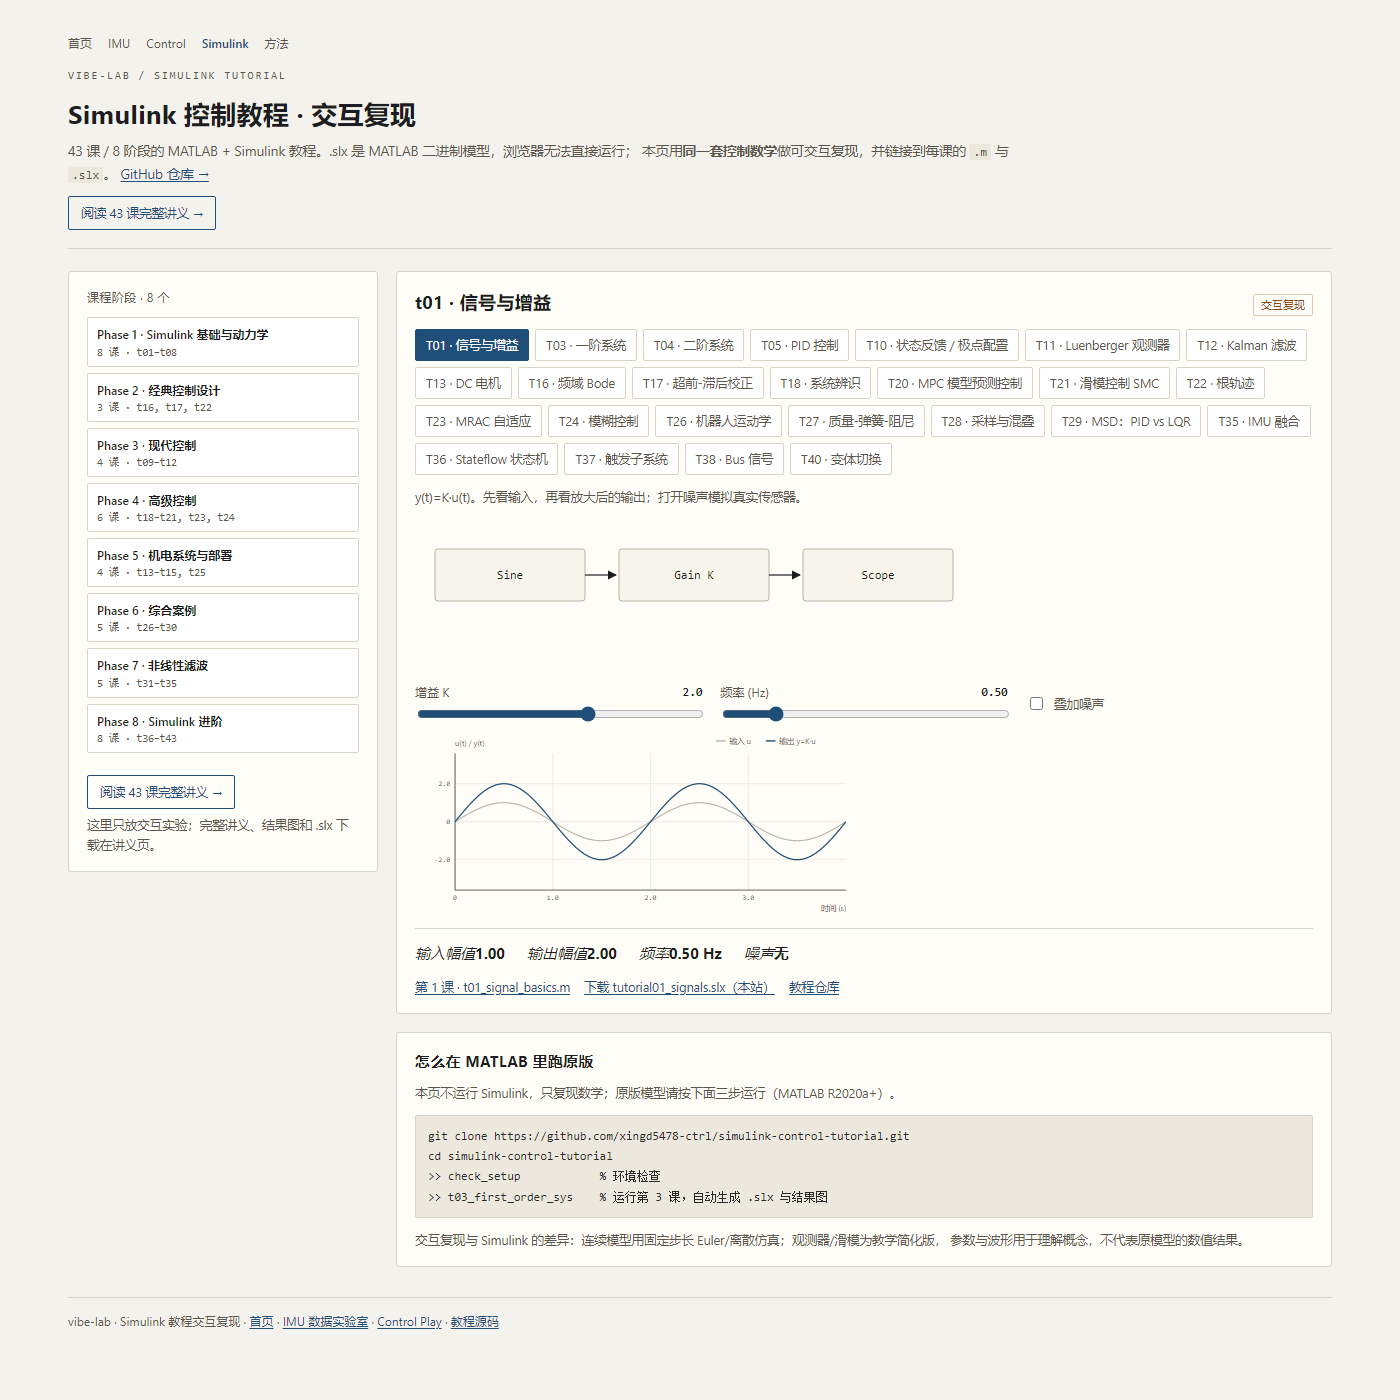 首页 IMU Control Simulink 方法
VIBE-LAB / SIMULINK TUTORIAL
Simulink 控制教程 · 交互复现
43 课 / 8 阶段的 MATLAB + Simulink 教程。.slx 是 MATLAB 二进制模型，浏览器无法直接运行； 本页用同一套控制数学做可交互复现，并链接到每课的 .m 与
.slx 。 GitHub 仓库 →
阅读 43 课完整讲义 →
课程阶段 · 8 个
Phase 1 · Simulink 基础与动力学
8 课 · t01–t08
Phase 2 · 经典控制设计
3 课 · t16, t17, t22
Phase 3 · 现代控制
4 课 · t09–t12
Phase 4 · 高级控制
6 课 · t18–t21, t23, t24
Phase 5 · 机电系统与部署
4 课 · t13–t15, t25
Phase 6 · 综合案例
5 课 · t26–t30
Phase 7 · 非线性滤波
5 课 · t31–t35
Phase 8 · Simulink 进阶
8 课 · t36–t43
阅读 43 课完整讲义 →
这里只放交互实验；完整讲义、结果图和 .slx 下
载在讲义页。
t01 · 信号与增益
交互复现
T01 · 信号与增益 T03 · 一阶系统 T04 · 二阶系统 T05 · PID 控制 T10 · 状态反馈 / 极点配置 T11 · Luenberger 观测器 T12 · Kalman 滤波
T13 · DC 电机 T16 · 频域 Bode T17 · 超前-滞后校正 T18 · 系统辨识 T20 · MPC 模型预测控制 T21 · 滑模控制 SMC T22 · 根轨迹
T23 · MRAC 自适应 T24 · 模糊控制 T26 · 机器人运动学 T27 · 质量-弹簧-阻尼 T28 · 采样与混叠 T29 · MSD：PID vs LQR T35 · IMU 融合
T36 · Stateflow 状态机 T37 · 触发子系统 T38 · Bus 信号 T40 · 变体切换
y(t)=K·u(t)。先看输入，再看放大后的输出；打开噪声模拟真实传感器。
Sine Gain K Scope
增益 K 2.0 频率 (Hz) 0.50 叠加噪声
u(t) / y(t) 输入 u 输出 y=K·u
2.0
0
-2.0
0 1.0 2.0 3.0
时间 (s)
输入幅值1.00 输出幅值2.00 频率0.50 Hz 噪声无
第 1 课 · t01_signal_basics.m 下载 tutorial01_signals.slx（本站） 教程仓库
怎么在 MATLAB 里跑原版
本页不运行 Simulink，只复现数学；原版模型请按下面三步运行（MATLAB R2020a+）。
git clone https://github.com/xingd5478-ctrl/simulink-control-tutorial.git
cd simulink-control-tutorial
>> check_setup % 环境检查
>> t03_first_order_sys % 运行第 3 课，自动生成 .slx 与结果图
交互复现与 Simulink 的差异：连续模型用固定步长 Euler/离散仿真；观测器/滑模为教学简化版， 参数与波形用于理解概念，不代表原模型的数值结果。
vibe-lab · Simulink 教程交互复现 · 首页 · IMU 数据实验室 · Control Play · 教程源码